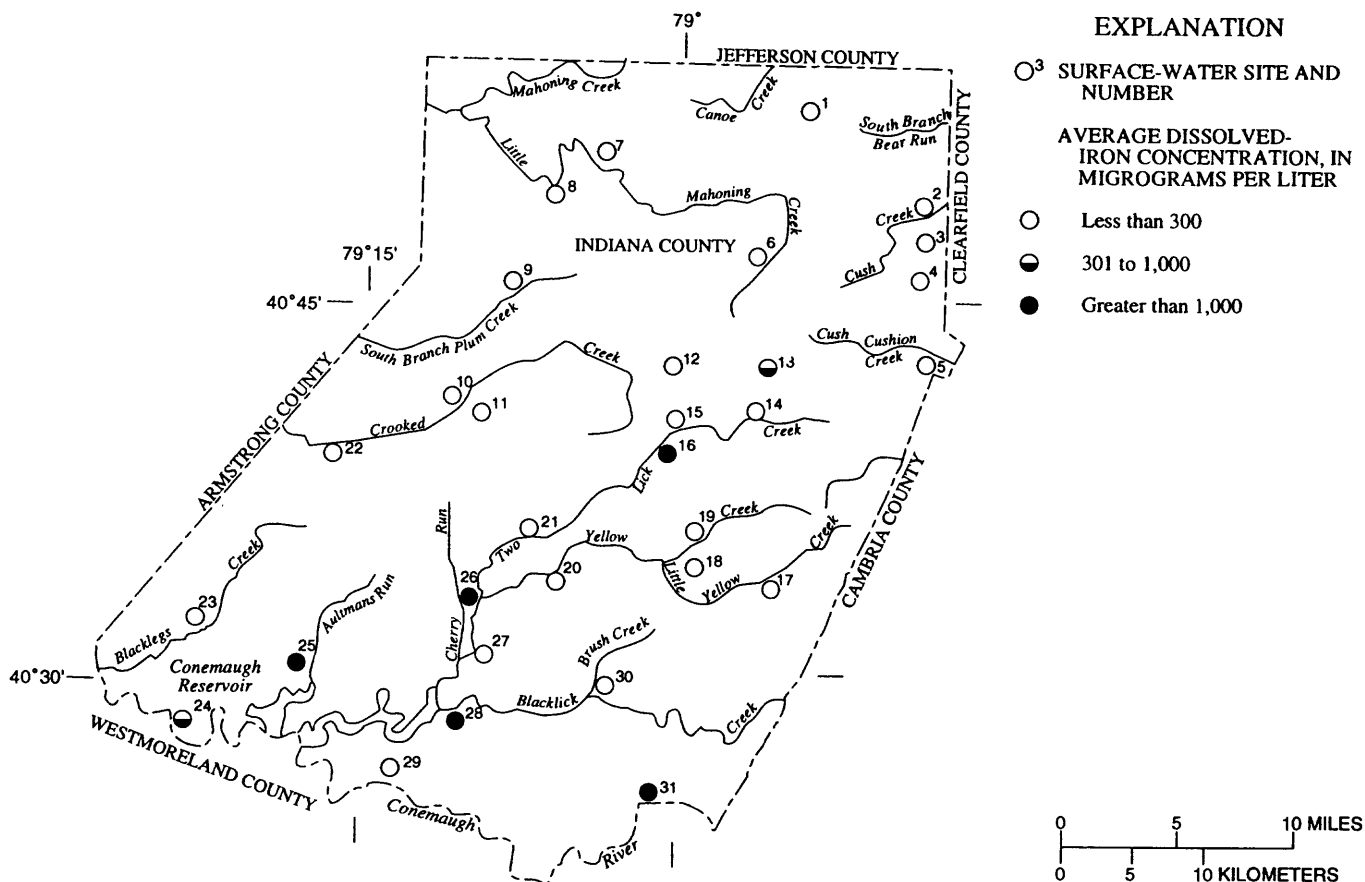 79°
JEFFERSON COUNTY
Mahoning Creek
Canoe Creek
1
South Branch
Bear Run
CLEARFIELD COUNTY
Little
7
8
Mahoning
Creek
2
Creek
3
INDIANA COUNTY
6
4
Cush
79°15'
9
40°45'
South Branch Plum Creek
Cush Cushion
Creek
5
Creek
12
13
ARMSTRONG COUNTY
10
11
15
14
Creek
Crooked
22
16
Lick
CAMBRIA COUNTY
Run
21
Two
Yellow
19
Creek
Creek
Creek
20
18
Little
Yellow
17
26
Aultmans Run
23
Blacklegs
25
Cherry
27
Brush Creek
40°30'
Conemaugh
Reservoir
30
Blacklick
24
28
Creek
WESTMORELAND COUNTY
29
31
Conemaugh
River
EXPLANATION
3 SURFACE-WATER SITE AND
NUMBER
AVERAGE DISSOLVED-
IRON CONCENTRATION, IN
MIGROGRAMS PER LITER
Less than 300
301 to 1,000
Greater than 1,000
0 5 10 MILES
0 5 10 KILOMETERS